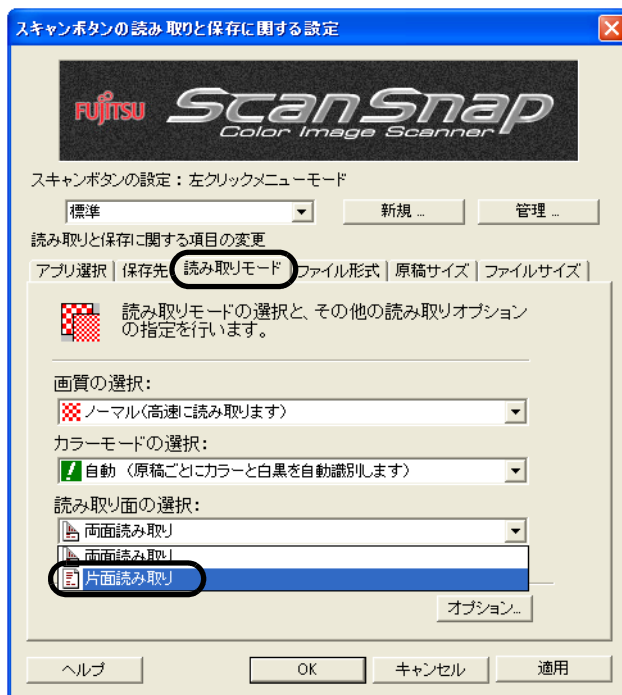 スキャンボタンの読み取りと保存に関する設定
FUJITSU ScanSnap
Color Image Scanner
スキャンボタンの設定：左クリックメニューモード
標準 新規 ... 管理 ...
読み取りと保存に関する項目の変更
アプリ選択 保存先 読み取りモード ファイル形式 原稿サイズ ファイルサイズ
読み取りモードの選択と、その他の読み取りオプション
の指定を行います。
画質の選択：
ノーマル（高速に読み取ります）
カラーモードの選択：
自動 （原稿ごとにカラーと白黒を自動識別します）
読み取り面の選択：
両面読み取り
両面読み取り
片面読み取り
オプション...
ヘルプ OK キャンセル 適用